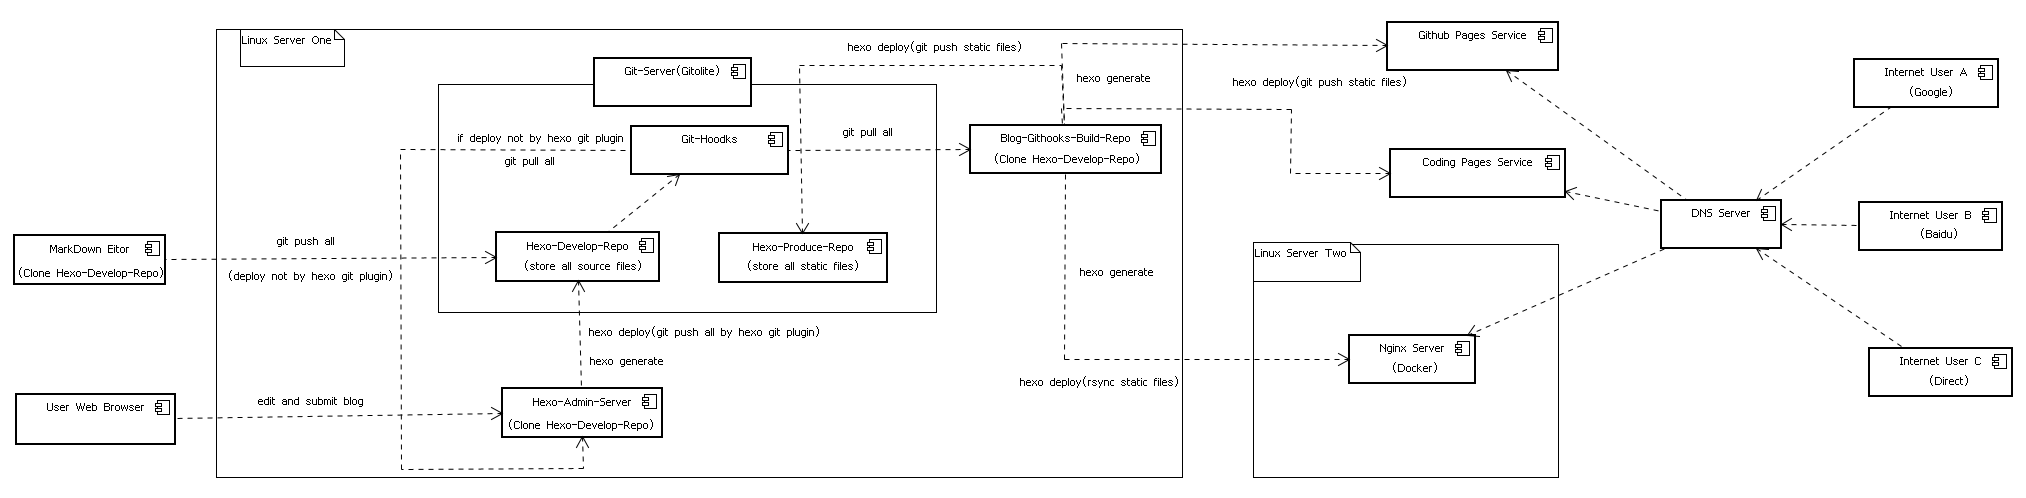 Linux Server One
Git-Server(Gitolite)
hexo deploy(git push static files)
hexo generate
Github Pages Service
hexo deploy(git push static files)
Internet User A
(Google)
if deploy not by hexo git plugin
git pull all
Git-Hoodks
git pull all
Blog-Githooks-Build-Repo
(Clone Hexo-Develop-Repo)
Coding Pages Service
DNS Server
Internet User B
(Baidu)
MarkDown Eitor
(Clone Hexo-Develop-Repo)
git push all
(deploy not by hexo git plugin)
Hexo-Develop-Repo
(store all source files)
Hexo-Produce-Repo
(store all static files)
hexo generate
Linux Server Two
hexo deploy(git push all by hexo git plugin)
hexo generate
Nginx Server
(Docker)
hexo deploy(rsync static files)
Internet User C
(Direct)
User Web Browser
edit and submit blog
Hexo-Admin-Server
(Clone Hexo-Develop-Repo)